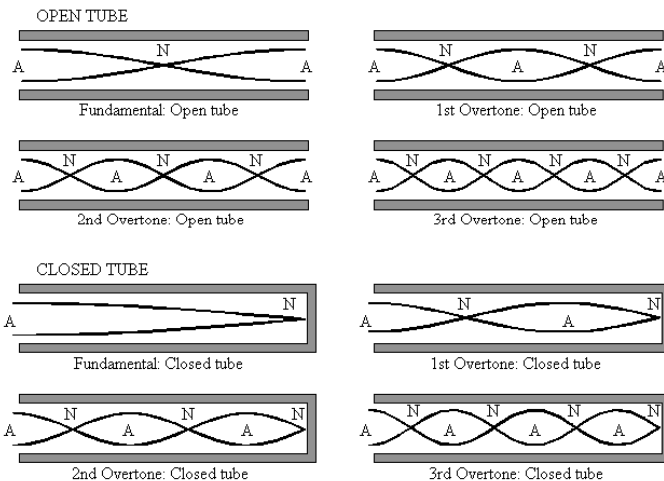 OPEN TUBE
N
A A
Fundamental: Open tube
N N
A A A
1st Overtone: Open tube
N N N
A A A A
2nd Overtone: Open tube
N N N N
A A A A A
3rd Overtone: Open tube
CLOSED TUBE
N
A
Fundamental: Closed tube
N N
A A
1st Overtone: Closed tube
N N N
A A A
2nd Overtone: Closed tube
N N N N
A A A A
3rd Overtone: Closed tube